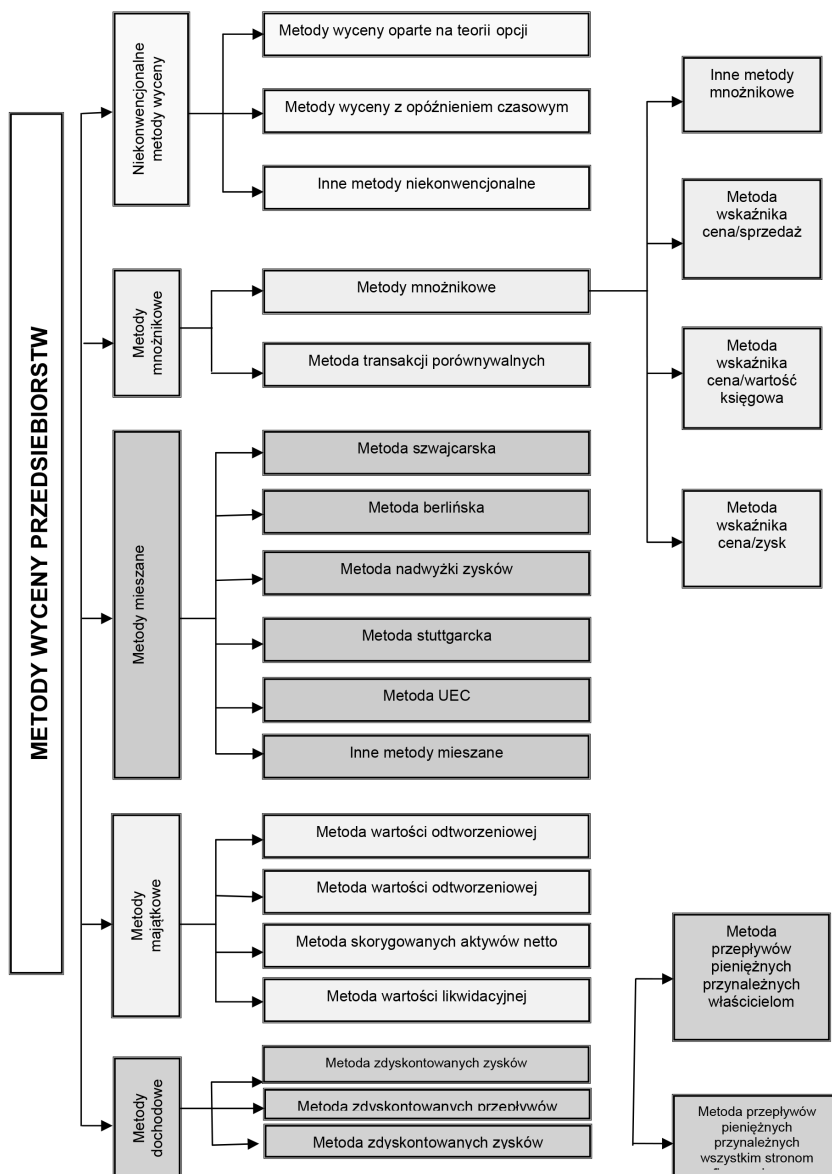 METODY WYCENY PRZEDSIEBIORSTW
Niekonwencjonalne
metody wyceny
Metody wyceny oparte na teorii opcji
Metody wyceny z opóźnieniem czasowym
Inne metody niekonwencjonalne
Metody
mnożnikowe
Metody mnożnikowe
Metoda transakcji porównywalnych
Inne metody
mnożnikowe
Metoda
wskaźnika
cena/sprzedaż
Metoda
wskaźnika
cena/wartość
księgowa
Metoda
wskaźnika
cena/zysk
Metody mieszane
Metoda szwajcarska
Metoda berlińska
Metoda nadwyżki zysków
Metoda stuttgarcka
Metoda UEC
Inne metody mieszane
Metody
majątkowe
Metoda wartości odtworzeniowej
Metoda wartości odtworzeniowej
Metoda skorygowanych aktywów netto
Metoda wartości likwidacyjnej
Metody
dochodowe
Metoda zdyskontowanych zysków
Metoda zdyskontowanych przepływów
Metoda zdyskontowanych zysków
Metoda
przepływów
pieniężnych
przynależnych
właścicielom
Metoda przepływów
pieniężnych
przynależnych
wszystkim stronom